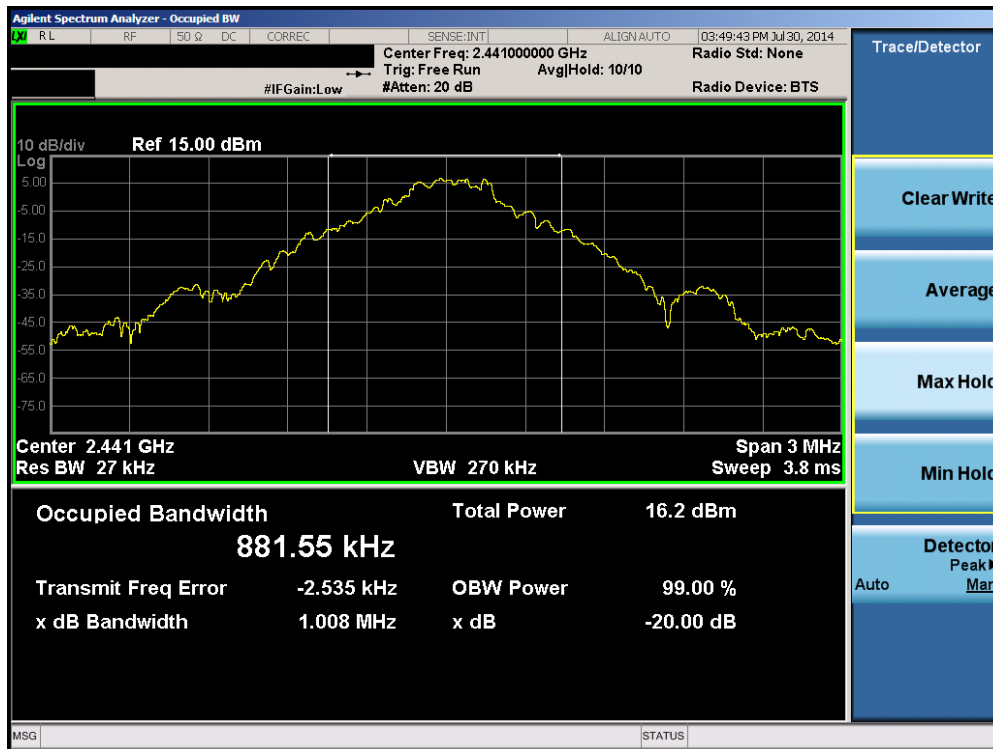 Agilent Spectrum Analyzer - Occupied BW
LXI RL RF 50 Ω DC CORREC SENSE:INT ALIGN AUTO 03:49:43 PM Jul 30, 2014
Center Freq: 2.441000000 GHz Radio Std: None
Trig: Free Run Avg|Hold: 10/10
#IFGain:Low #Atten: 20 dB Radio Device: BTS
Trace/Detector
10 dB/div Ref 15.00 dBm
Log
5.00
-5.00
-15.0
-25.0
-35.0
-45.0
-55.0
-65.0
-75.0
Center 2.441 GHz Span 3 MHz
Res BW 27 kHz VBW 270 kHz Sweep 3.8 ms
Occupied Bandwidth Total Power 16.2 dBm
881.55 kHz
Transmit Freq Error -2.535 kHz OBW Power 99.00 %
x dB Bandwidth 1.008 MHz x dB -20.00 dB
Clear Write
Average
Max Hold
Min Hold
Detector
Peak
Auto Man
MSG STATUS